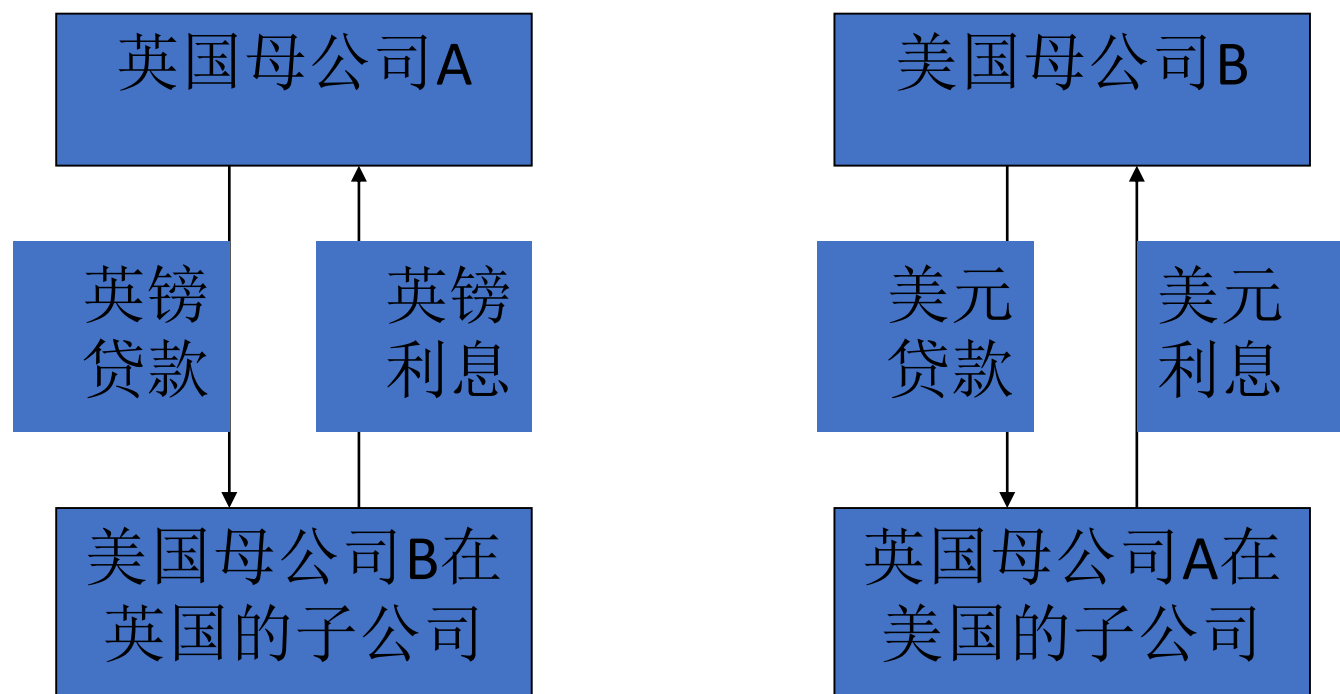 英国母公司A
美国母公司B
英镑
贷款
英镑
利息
美元
贷款
美元
利息
美国母公司B在
英国的子公司
英国母公司A在
美国的子公司